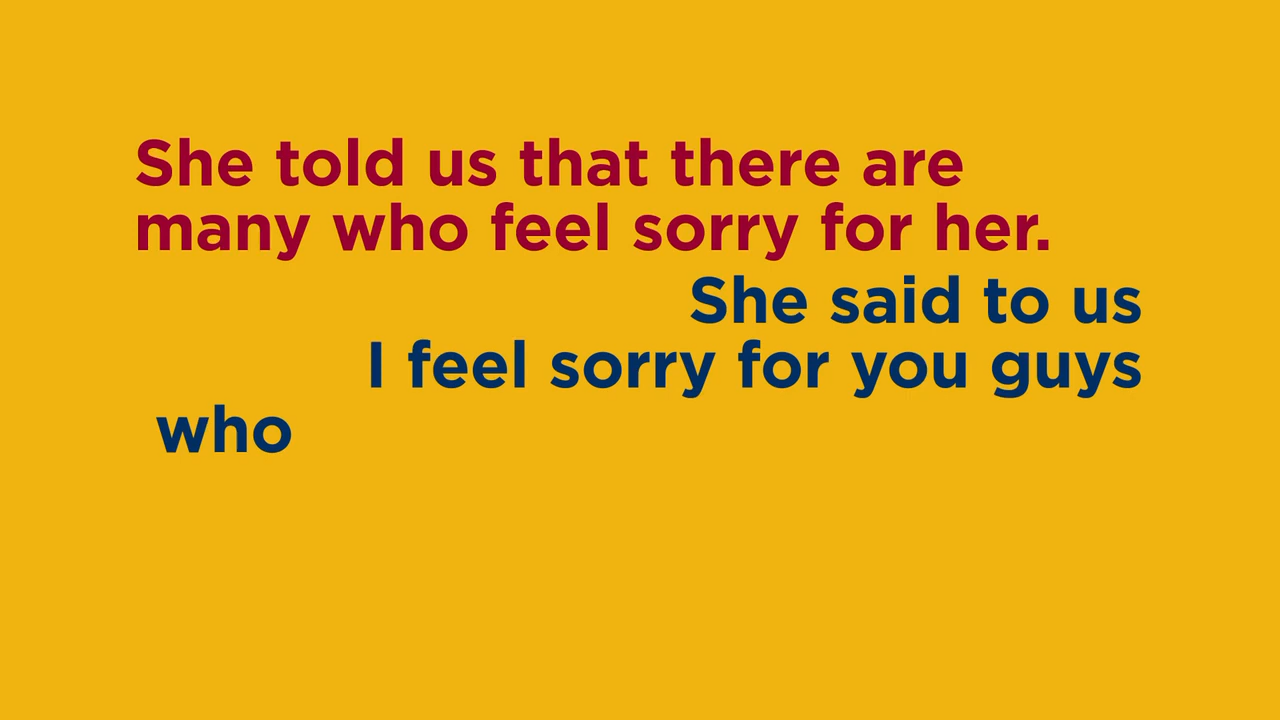 She told us that there are
many who feel sorry for her.
She said to us
I feel sorry for you guys
who